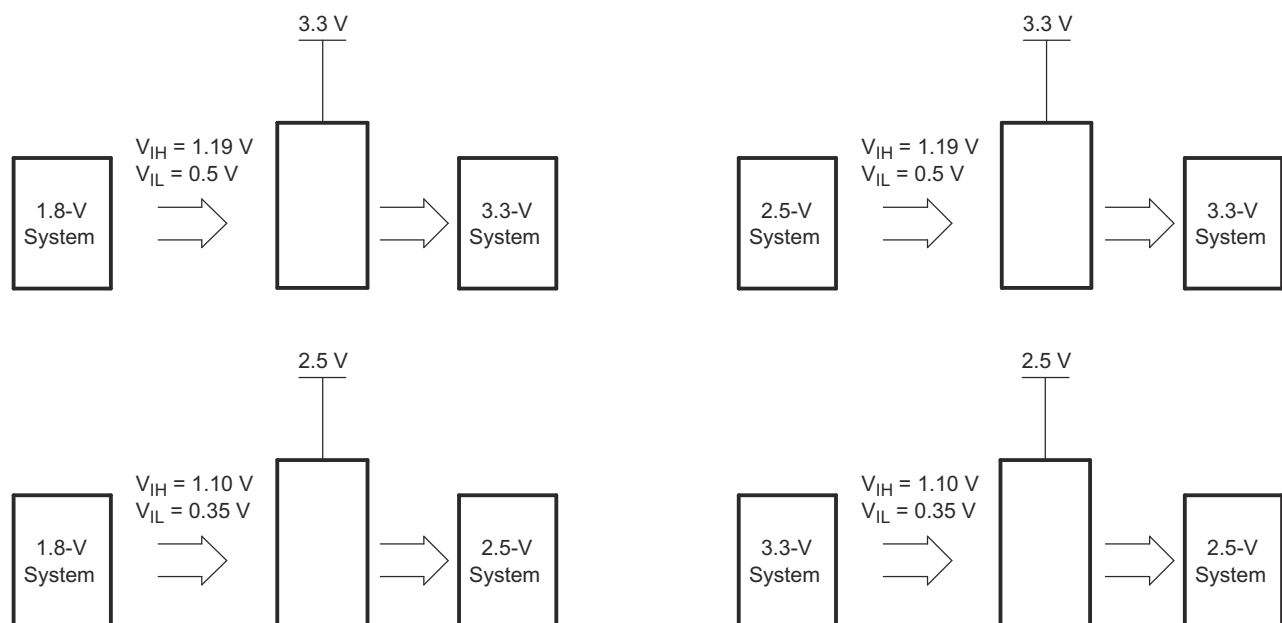 3.3 V
V_IH = 1.19 V
V_IL = 0.5 V
1.8-V
System
3.3-V
System
3.3 V
V_IH = 1.19 V
V_IL = 0.5 V
2.5-V
System
3.3-V
System
2.5 V
V_IH = 1.10 V
V_IL = 0.35 V
1.8-V
System
2.5-V
System
2.5 V
V_IH = 1.10 V
V_IL = 0.35 V
3.3-V
System
2.5-V
System